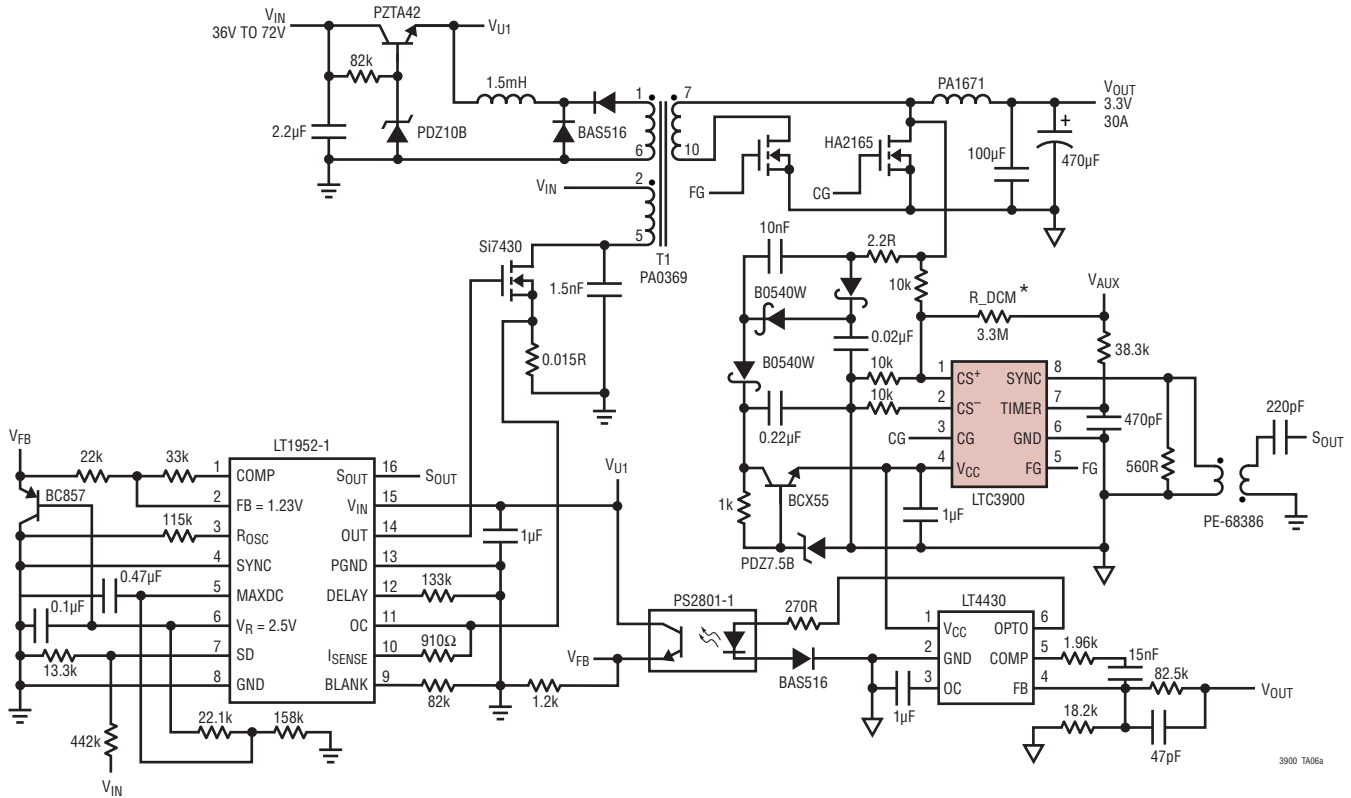 VIN
36V TO 72V
PZTA42
VU1
82k
2.2µF
PDZ10B
1.5mH
BAS516
1
6
2
5
7
10
VIN
T1
PA0369
PA1671
VOUT
3.3V
30A
HA2165
100µF
+
470µF
FG
CG
Si7430
1.5nF
0.015R
10nF
2.2R
10k
B0540W
0.02µF
B0540W
10k
10k
0.22µF
CG
R_DCM *
3.3M
VAUX
38.3k
1 CS+
2 CS−
3 CG
4 VCC
SYNC 8
TIMER 7
GND 6
FG 5
FG
LTC3900
470pF
560R
220pF
SOUT
PE-68386
1k
BCX55
1µF
PDZ7.5B
VFB
22k
33k
BC857
115k
0.47µF
0.1µF
13.3k
442k
VIN
22.1k
158k
LT1952-1
1 COMP
2 FB = 1.23V
3 ROSC
4 SYNC
5 MAXDC
6 VR = 2.5V
7 SD
8 GND
SOUT 16
VIN 15
OUT 14
PGND 13
DELAY 12
OC 11
ISENSE 10
BLANK 9
SOUT
1µF
133k
910Ω
82k
1.2k
VU1
VFB
PS2801-1
270R
BAS516
LT4430
1 VCC
2 GND
3 OC
OPTO 6
COMP 5
FB 4
1µF
1.96k
15nF
82.5k
VOUT
18.2k
47pF
3900 TA06a